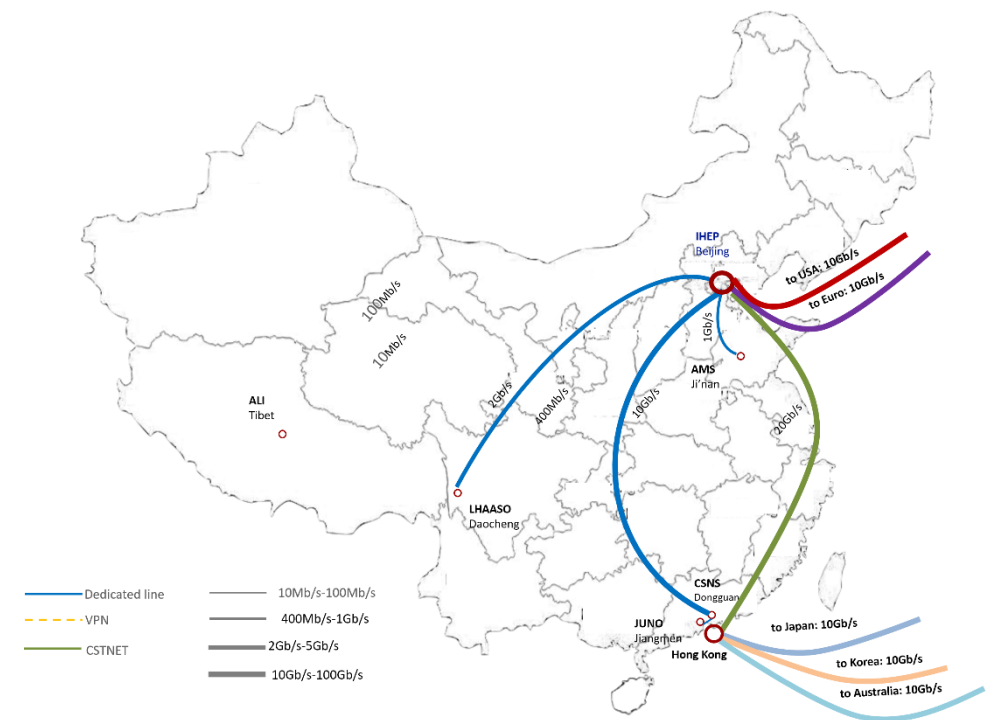 IHEP
Beijing
to USA: 10Gb/s
to Euro: 10Gb/s
100Mb/s
10Mb/s
1Gb/s
AMS
Ji'nan
2Gb/s
400Mb/s
10Gb/s
20Gb/s
ALI
Tibet
LHAASO
Daocheng
CSNS
Dongguan
JUNO
Jiangmen
Hong Kong
to Japan: 10Gb/s
to Korea: 10Gb/s
to Australia: 10Gb/s
Dedicated line
VPN
CSTNET
10Mb/s-100Mb/s
400Mb/s-1Gb/s
2Gb/s-5Gb/s
10Gb/s-100Gb/s